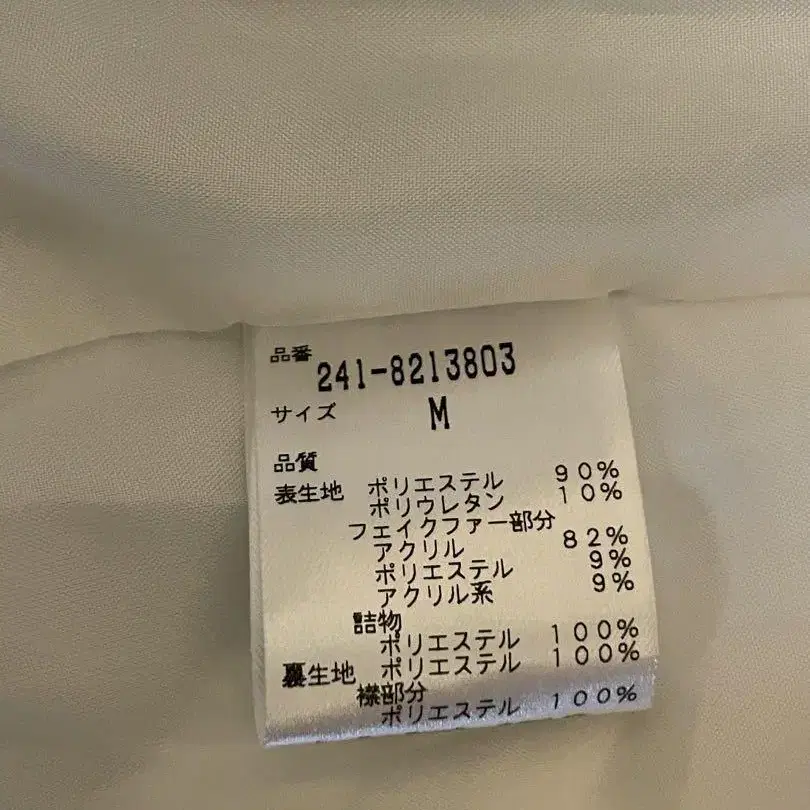 品番 241-8213803
サイズ M
品質
表生地 ポリエステル 90%
ポリウレタン 10%
フェイクファー部分
アクリル 82%
ポリエステル 9%
アクリル系 9%
詰物
ポリエステル 100%
裏生地 ポリエステル 100%
襟部分
ポリエステル 100%